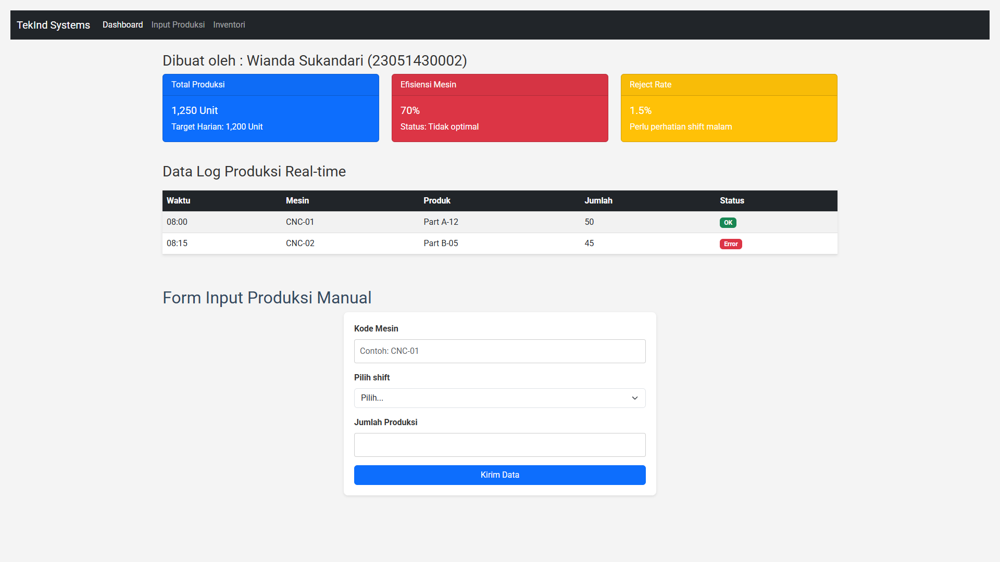 TekInd Systems Dashboard Input Produksi Inventori
Dibuat oleh : Wianda Sukandari (23051430002)
Total Produksi
1,250 Unit
Target Harian: 1,200 Unit
Efisiensi Mesin
70%
Status: Tidak optimal
Reject Rate
1.5%
Perlu perhatian shift malam
Data Log Produksi Real-time
Waktu Mesin Produk Jumlah Status
08:00 CNC-01 Part A-12 50 OK
08:15 CNC-02 Part B-05 45 Error
Form Input Produksi Manual
Kode Mesin
Contoh: CNC-01
Pilih shift
Pilih...
Jumlah Produksi
Kirim Data